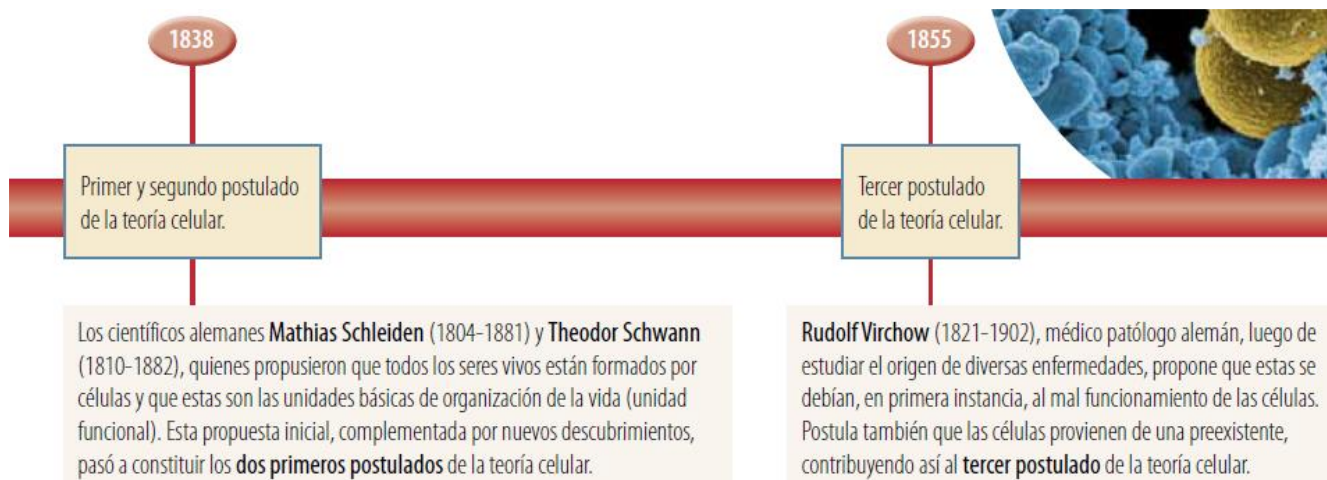 1838
Primer y segundo postulado
de la teoría celular.
Los científicos alemanes Mathias Schleiden (1804-1881) y Theodor Schwann
(1810-1882), quienes propusieron que todos los seres vivos están formados por
células y que estas son las unidades básicas de organización de la vida (unidad
funcional). Esta propuesta inicial, complementada por nuevos descubrimientos,
pasó a constituir los dos primeros postulados de la teoría celular.
1855
Tercer postulado
de la teoría celular.
Rudolf Virchow (1821-1902), médico patólogo alemán, luego de
estudiar el origen de diversas enfermedades, propone que estas se
debían, en primera instancia, al mal funcionamiento de las células.
Postula también que las células provienen de una preexistente,
contribuyendo así al tercer postulado de la teoría celular.